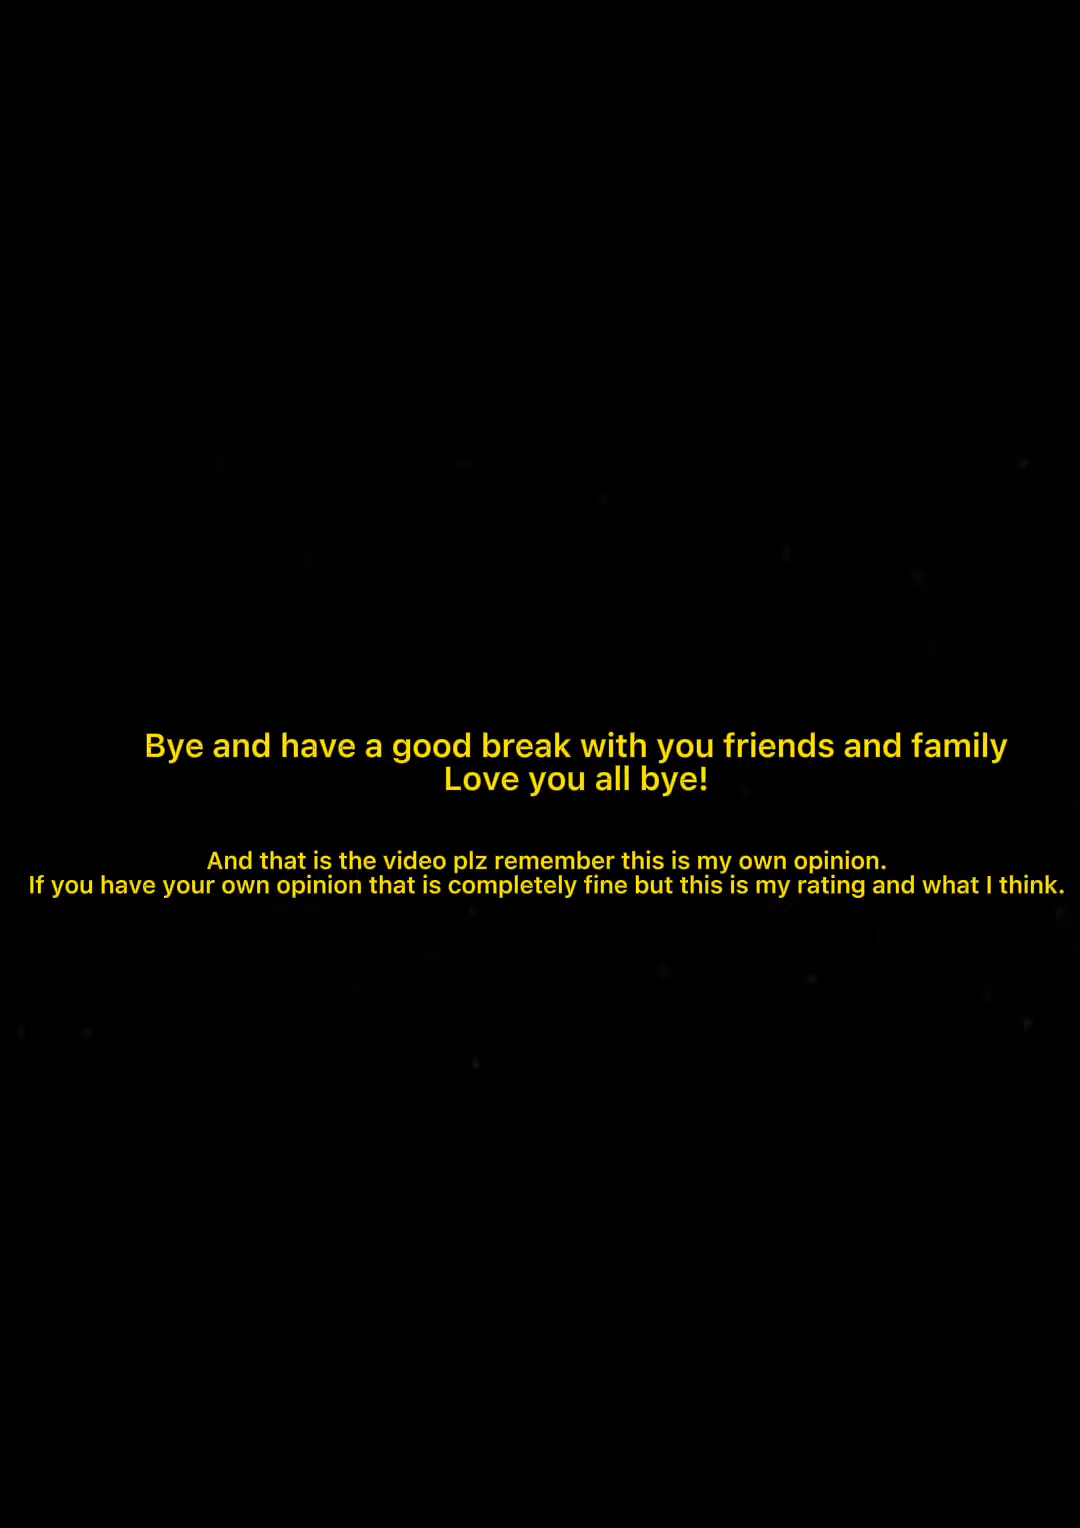 Bye and have a good break with you friends and family
Love you all bye!
And that is the video plz remember this is my own opinion.
If you have your own opinion that is completely fine but this is my rating and what I think.